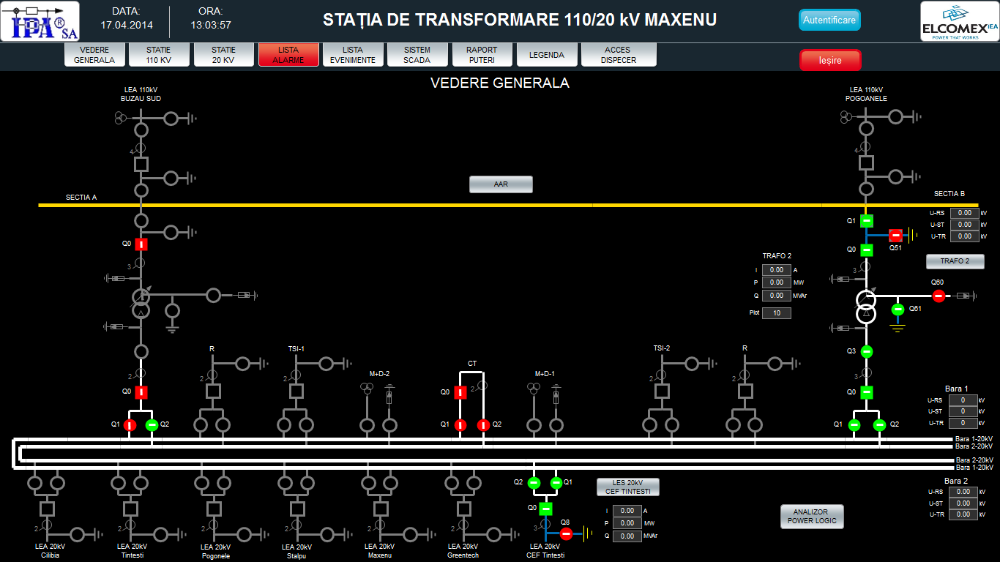 IPA ® SA
DATA:
17.04.2014
ORA:
13:03:57
STAȚIA DE TRANSFORMARE 110/20 kV MAXENU
Autentificare
ELCOMEX IEA
POWER THAT WORKS
VEDERE
GENERALA
STATIE
110 KV
STATIE
20 KV
LISTA
ALARME
LISTA
EVENIMENTE
SISTEM
SCADA
RAPORT
PUTERI
LEGENDA
ACCES
DISPECER
Ieșire
VEDERE GENERALA
LEA 110kV
BUZAU SUD
LEA 110kV
POGOANELE
4
4
AAR
SECTIA A
SECTIA B
U-RS 0.00 kV
U-ST 0.00 kV
U-TR 0.00 kV
Q1
Q51
Q0
Q0
3
3
TRAFO 2
I 0.00 A
P 0.00 MW
Q 0.00 MVAr
Plot 10
TRAFO 2
Q60
Q61
R
TSI-1
CT
TSI-2
R
Q3
M+D-2
M+D-1
2
2
2
2
2
2
3
Q0
Q0
Q0
Q1
Q2
Q1
Q2
Q1
Q2
Bara 1
U-RS 0 kV
U-ST 0 kV
U-TR 0 kV
Bara 1-20kV
Bara 2-20kV
Bara 2-20kV
Bara 1-20kV
Q2
Q1
LES 20kV
CEF TINTESTI
Bara 2
U-RS 0.00 kV
U-ST 0.00 kV
U-TR 0.00 kV
Q0
I 0.00 A
P 0.00 MW
Q 0.00 MVAr
ANALIZOR
POWER LOGIC
2
2
2
2
2
2
3
Q8
LEA 20kV
Cilibia
LEA 20kV
Tintesti
LEA 20kV
Pogonele
LEA 20kV
Stalpu
LEA 20kV
Maxenu
LEA 20kV
Greentech
LEA 20kV
CEF Tintesti